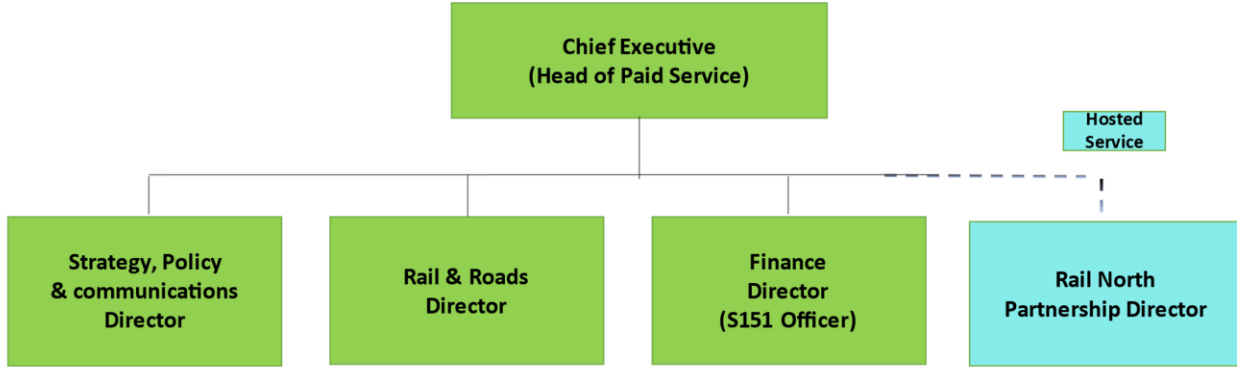 Chief Executive
(Head of Paid Service)
Hosted
Service
Strategy, Policy
& communications
Director
Rail & Roads
Director
Finance
Director
(S151 Officer)
Rail North
Partnership Director